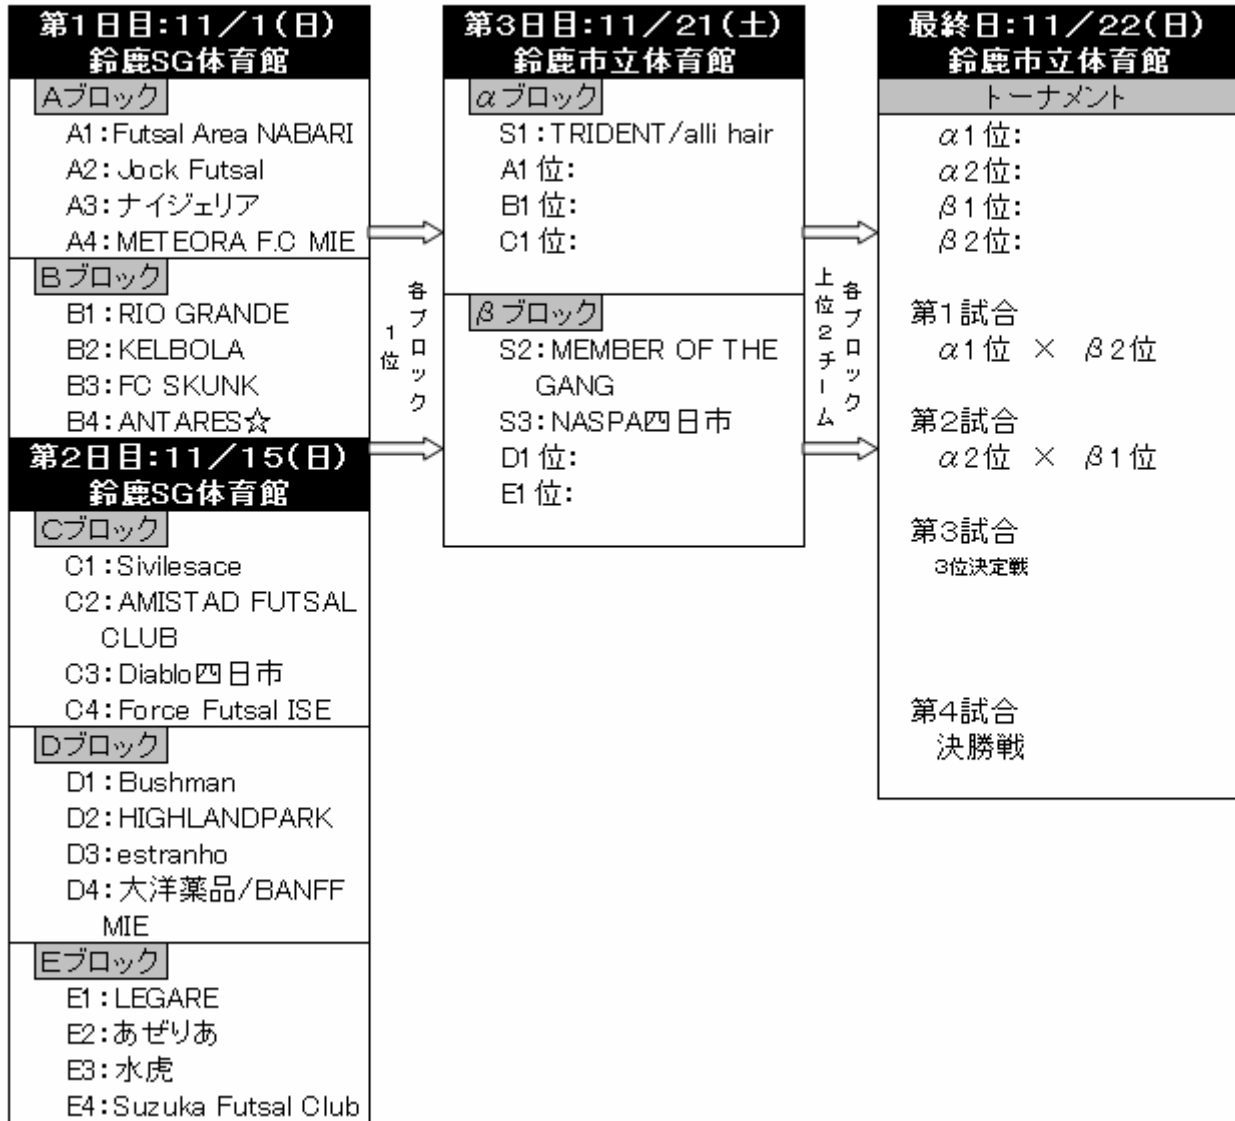 第1日目:11/1(日)
鈴鹿SG体育館
Aブロック
A1:Futsal Area NABARI
A2:Jock Futsal
A3:ナイジェリア
A4:METEORA F.C MIE
Bブロック
B1:RIO GRANDE
B2:KELBOLA
B3:FC SKUNK
B4:ANTARES☆
第2日目:11/15(日)
鈴鹿SG体育館
Cブロック
C1:Sivilesace
C2:AMISTAD FUTSAL
CLUB
C3:Diablo四日市
C4:Force Futsal ISE
Dブロック
D1:Bushman
D2:HIGHLANDPARK
D3:estranho
D4:大洋薬品/BANFF
MIE
Eブロック
E1:LEGARE
E2:あぜりあ
E3:水虎
E4:Suzuka Futsal Club
各ブロック
1位
第3日目:11/21(土)
鈴鹿市立体育館
αブロック
S1:TRIDENT/alli hair
A1位:
B1位:
C1位:
βブロック
S2:MEMBER OF THE
GANG
S3:NASPA四日市
D1位:
E1位:
各ブロック
上位2チーム
最終日:11/22(日)
鈴鹿市立体育館
トーナメント
α1位:
α2位:
β1位:
β2位:
第1試合
α1位 × β2位
第2試合
α2位 × β1位
第3試合
3位決定戦
第4試合
決勝戦